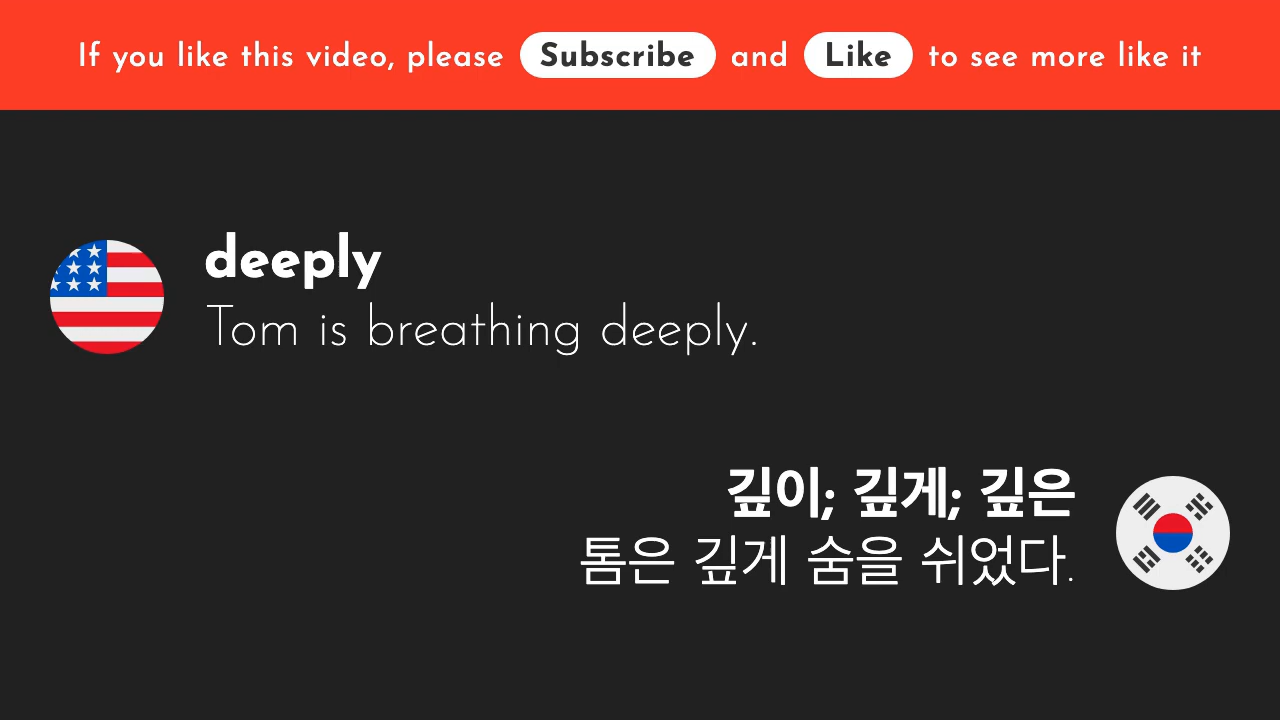 If you like this video, please Subscribe and Like to see more like it
deeply
Tom is breathing deeply.
깊이; 깊게; 깊은
톰은 깊게 숨을 쉬었다.